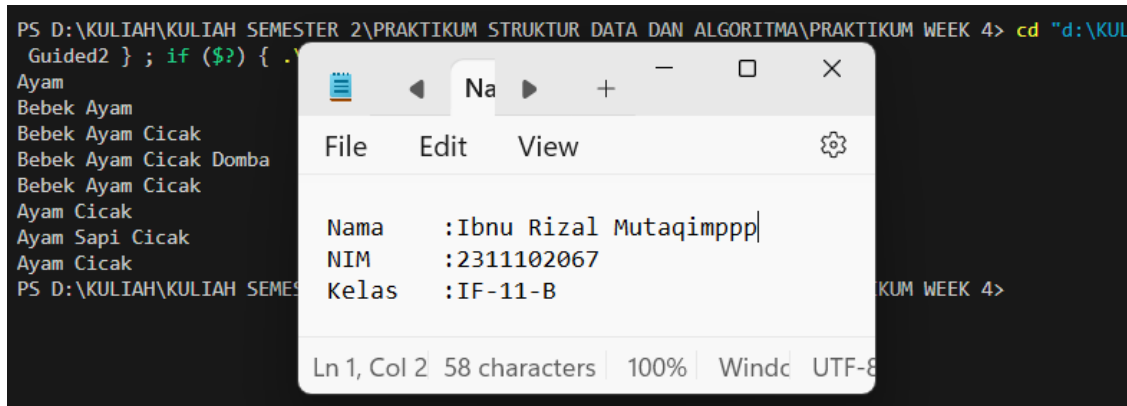 PS D:\KULIAH\KULIAH SEMESTER 2\PRAKTIKUM STRUKTUR DATA DAN ALGORITMA\PRAKTIKUM WEEK 4> cd "d:\KUL
Guided2 } ; if ($?) { .\
Ayam
Bebek Ayam
Bebek Ayam Cicak
Bebek Ayam Cicak Domba
Bebek Ayam Cicak
Ayam Cicak
Ayam Sapi Cicak
Ayam Cicak
PS D:\KULIAH\KULIAH SEMES
KUM WEEK 4>
Na
File Edit View
Nama :Ibnu Rizal Mutaqimppp
NIM :2311102067
Kelas :IF-11-B
Ln 1, Col 2 58 characters 100% Windo UTF-8